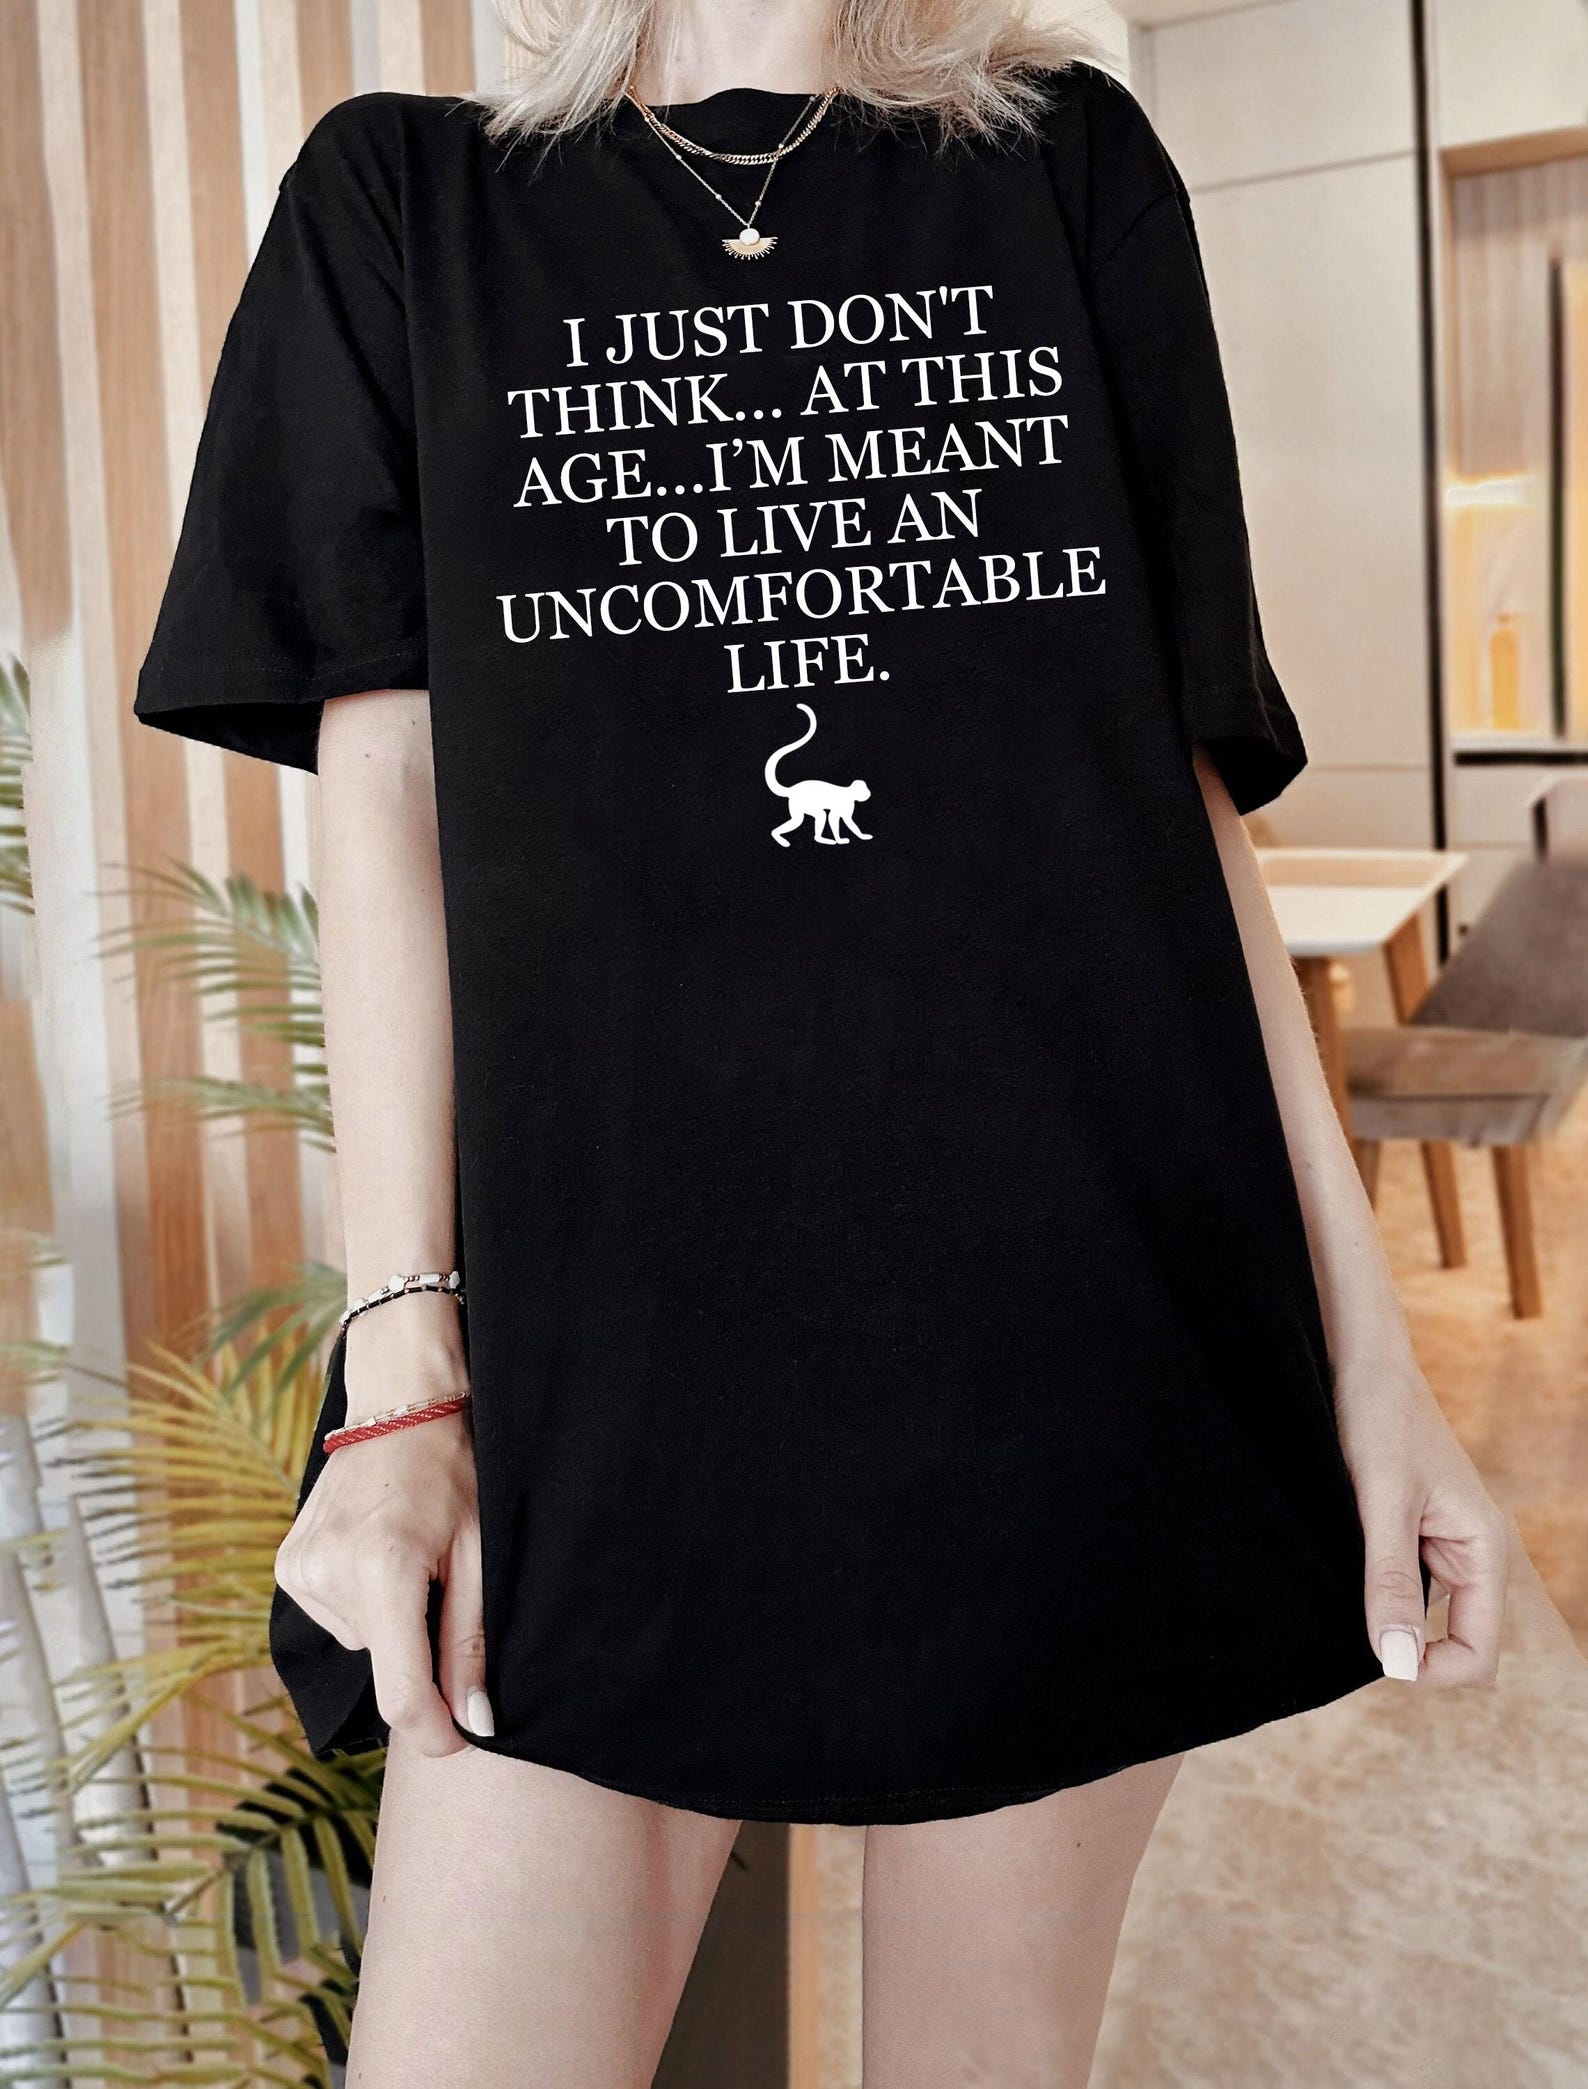 I JUST DON'T
THINK... AT THIS
AGE...I’M MEANT
TO LIVE AN
UNCOMFORTABLE
LIFE.